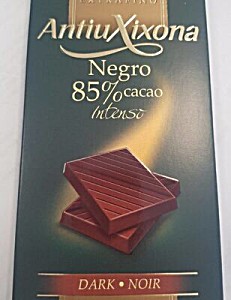 AntiuXixona
Negro
85% cacao
intenso
DARK • NOIR